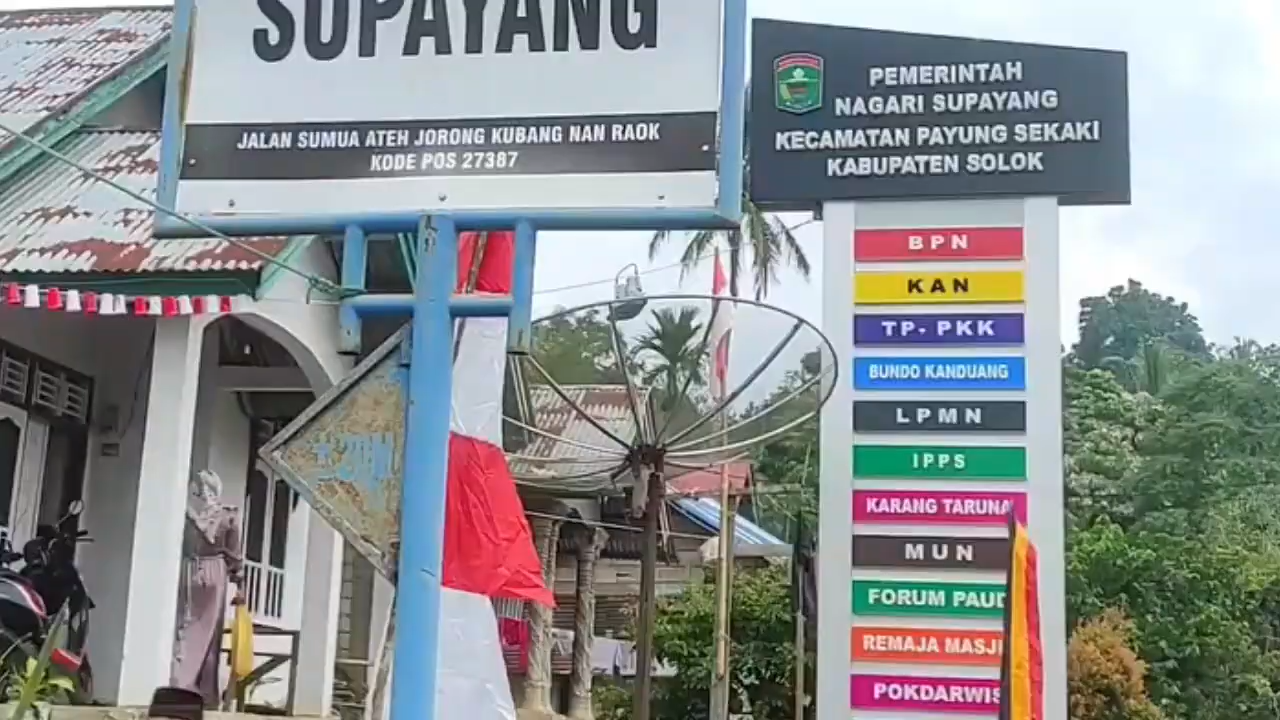 SUPAYANG
JALAN SUMUA ATEH JORONG KUBANG NAN RAOK
KODE POS 27387
PEMERINTAH
NAGARI SUPAYANG
KECAMATAN PAYUNG SEKAKI
KABUPATEN SOLOK
BPN
KAN
TP- PKK
BUNDO KANDUANG
LPMN
IPPS
KARANG TARUNA
MUN
FORUM PAUD
REMAJA MASJI
POKDARWIS